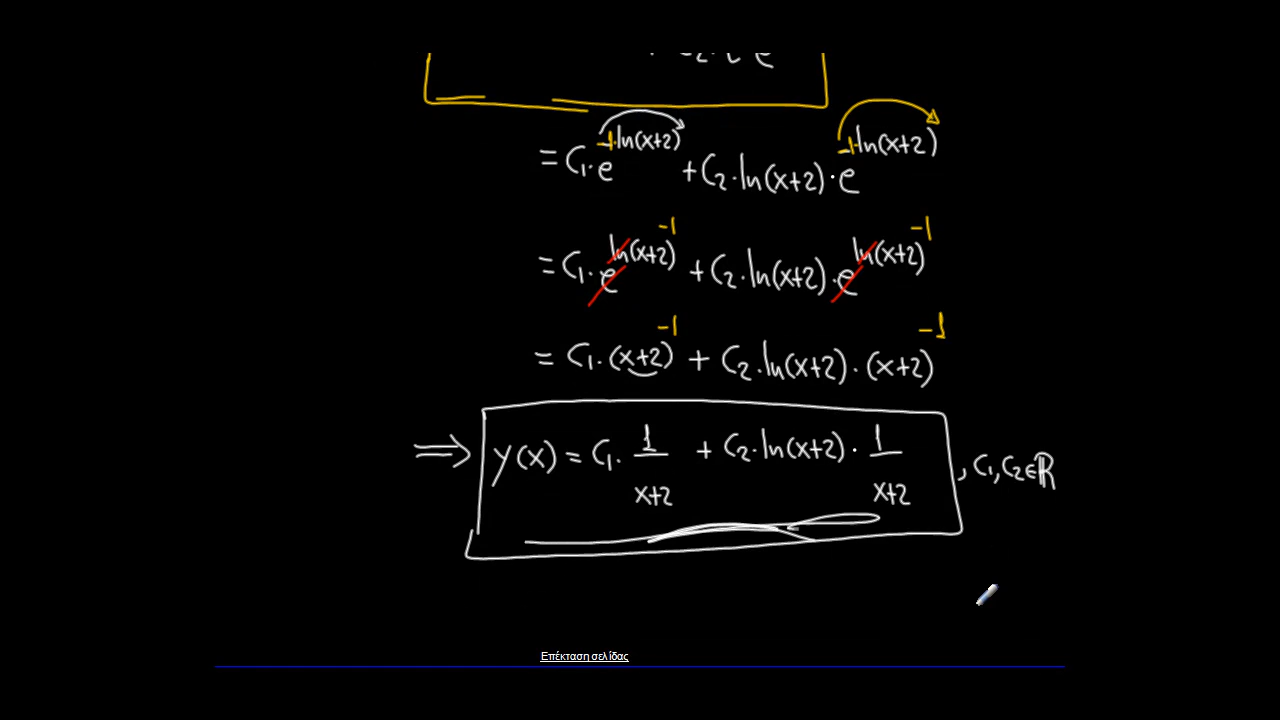 = C₁·e^(-1·ln(x+2)) + C₂·ln(x+2)·e^(-1·ln(x+2))
= C₁·e^(ln(x+2)^(-1)) + C₂·ln(x+2)·e^(ln(x+2)^(-1))
= C₁·(x+2)^(-1) + C₂·ln(x+2)·(x+2)^(-1)
⟹ y(x) = C₁· 1/(x+2) + C₂·ln(x+2)· 1/(x+2) , C₁, C₂ ∈ ℝ
Επέκταση σελίδας